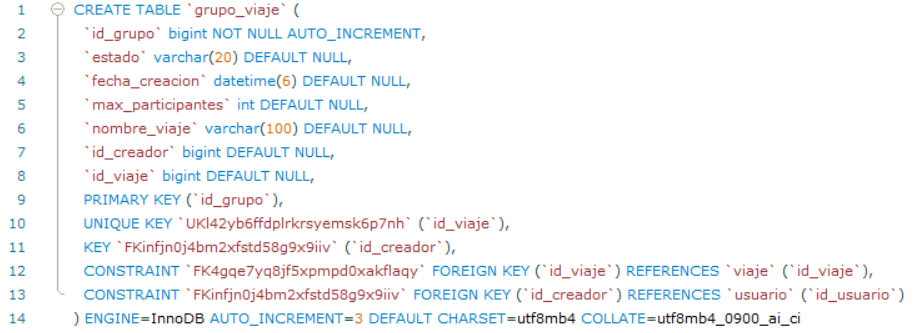 1 CREATE TABLE `grupo_viaje` (
2 `id_grupo` bigint NOT NULL AUTO_INCREMENT,
3 `estado` varchar(20) DEFAULT NULL,
4 `fecha_creacion` datetime(6) DEFAULT NULL,
5 `max_participantes` int DEFAULT NULL,
6 `nombre_viaje` varchar(100) DEFAULT NULL,
7 `id_creador` bigint DEFAULT NULL,
8 `id_viaje` bigint DEFAULT NULL,
9 PRIMARY KEY (`id_grupo`),
10 UNIQUE KEY `UKl42yb6ffdplrkrsyemsk6p7nh` (`id_viaje`),
11 KEY `FKinfjn0j4bm2xfstd58g9x9iiv` (`id_creador`),
12 CONSTRAINT `FK4gqe7yq8jf5xpmpd0xakflaqy` FOREIGN KEY (`id_viaje`) REFERENCES `viaje` (`id_viaje`),
13 CONSTRAINT `FKinfjn0j4bm2xfstd58g9x9iiv` FOREIGN KEY (`id_creador`) REFERENCES `usuario` (`id_usuario`)
14 ) ENGINE=InnoDB AUTO_INCREMENT=3 DEFAULT CHARSET=utf8mb4 COLLATE=utf8mb4_0900_ai_ci